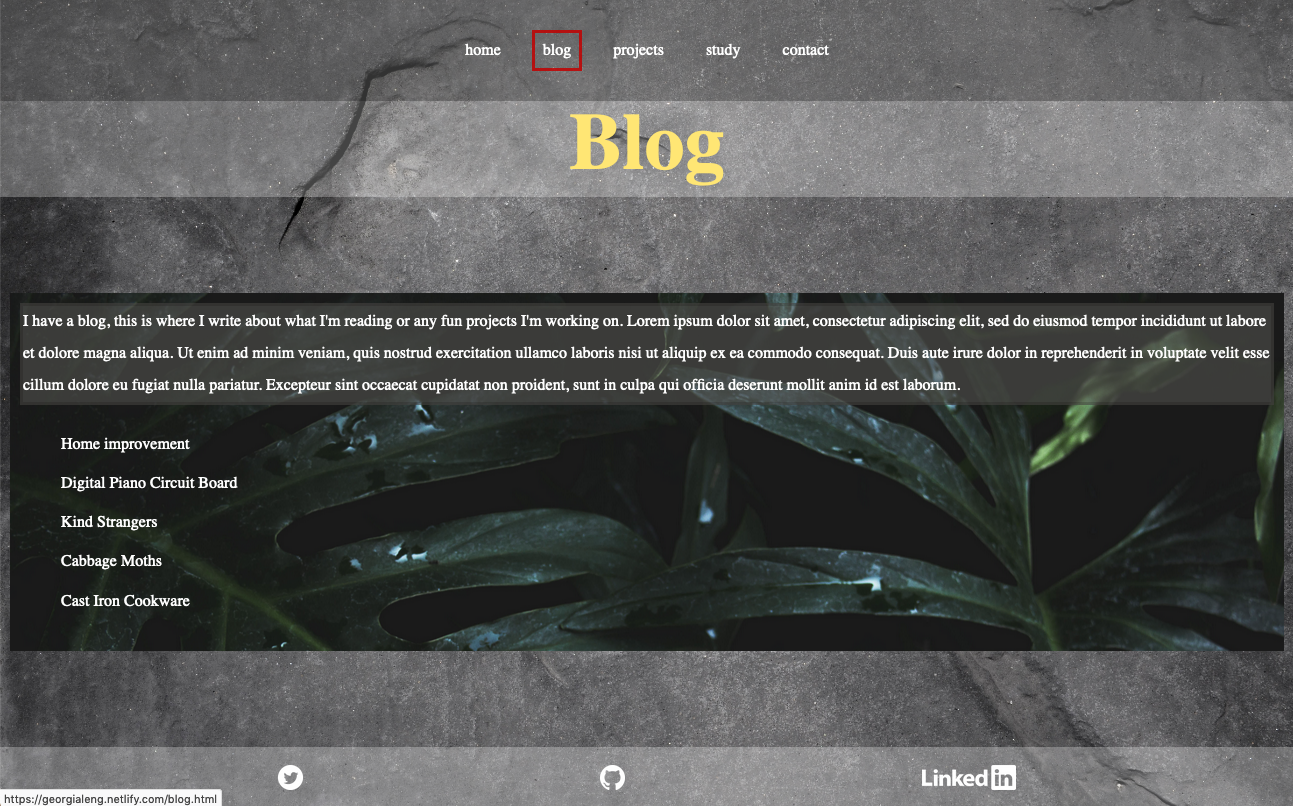 home blog projects study contact
Blog
I have a blog, this is where I write about what I'm reading or any fun projects I'm working on. Lorem ipsum dolor sit amet, consectetur adipiscing elit, sed do eiusmod tempor incididunt ut labore
et dolore magna aliqua. Ut enim ad minim veniam, quis nostrud exercitation ullamco laboris nisi ut aliquip ex ea commodo consequat. Duis aute irure dolor in reprehenderit in voluptate velit esse
cillum dolore eu fugiat nulla pariatur. Excepteur sint occaecat cupidatat non proident, sunt in culpa qui officia deserunt mollit anim id est laborum.
Home improvement
Digital Piano Circuit Board
Kind Strangers
Cabbage Moths
Cast Iron Cookware
Linked in
https://georgialeng.netlify.com/blog.html